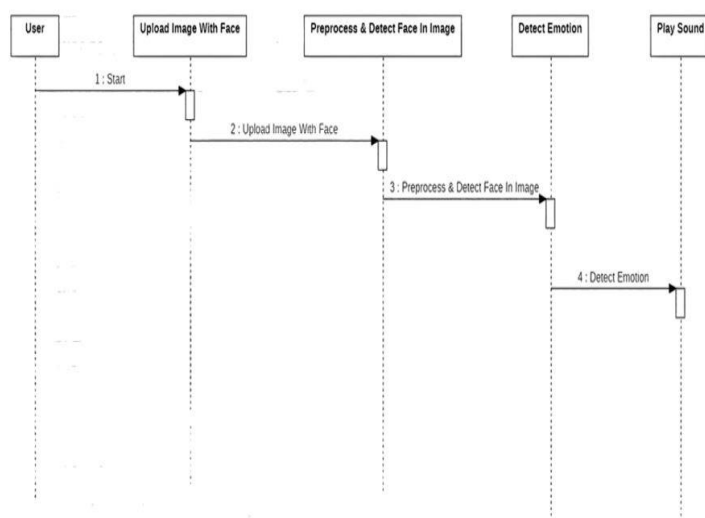 User
Upload Image With Face
Preprocess & Detect Face In Image
Detect Emotion
Play Sound
1 : Start
2 : Upload Image With Face
3 : Preprocess & Detect Face In Image
4 : Detect Emotion